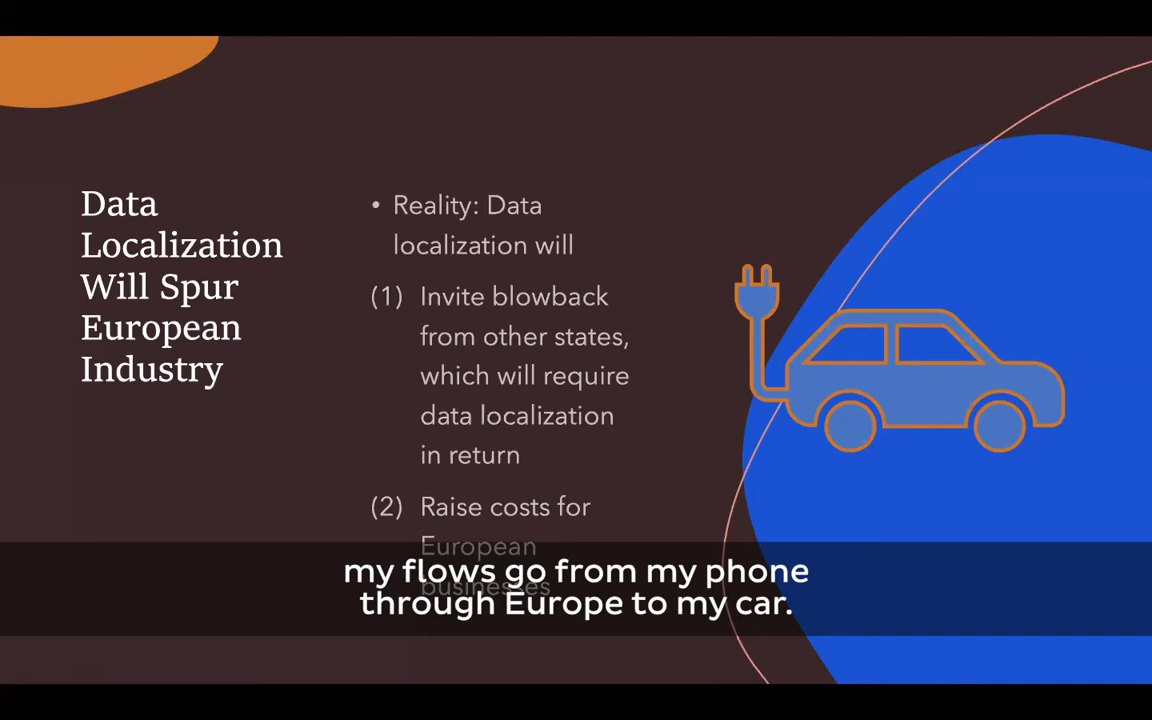 Data
Localization
Will Spur
European
Industry
• Reality: Data
localization will
(1) Invite blowback
from other states,
which will require
data localization
in return
(2) Raise costs for
European
businesses
my flows go from my phone
through Europe to my car.